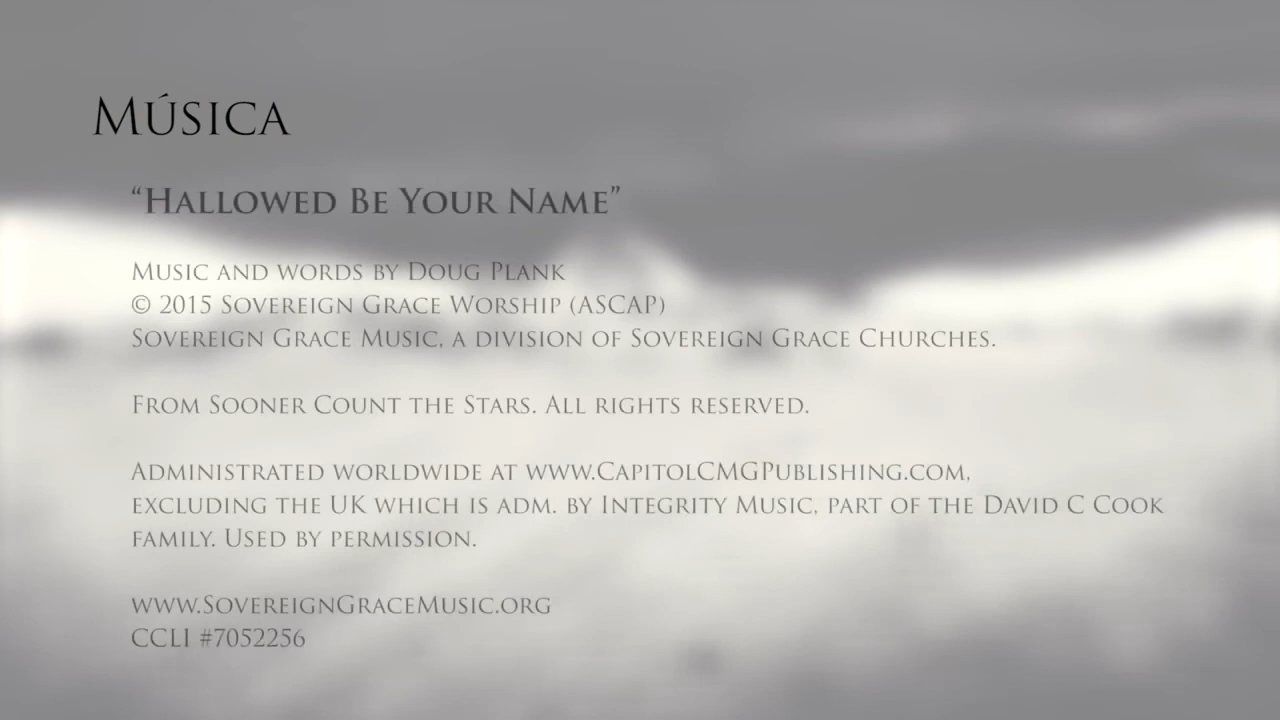 Música
“Hallowed Be Your Name”
Music and words by Doug Plank
© 2015 Sovereign Grace Worship (ASCAP)
Sovereign Grace Music, a division of Sovereign Grace Churches.
From Sooner Count the Stars. All rights reserved.
Administrated worldwide at www.CapitolCMGPublishing.com,
excluding the UK which is adm. by Integrity Music, part of the David C Cook
family. Used by permission.
www.SovereignGraceMusic.org
CCLI #7052256